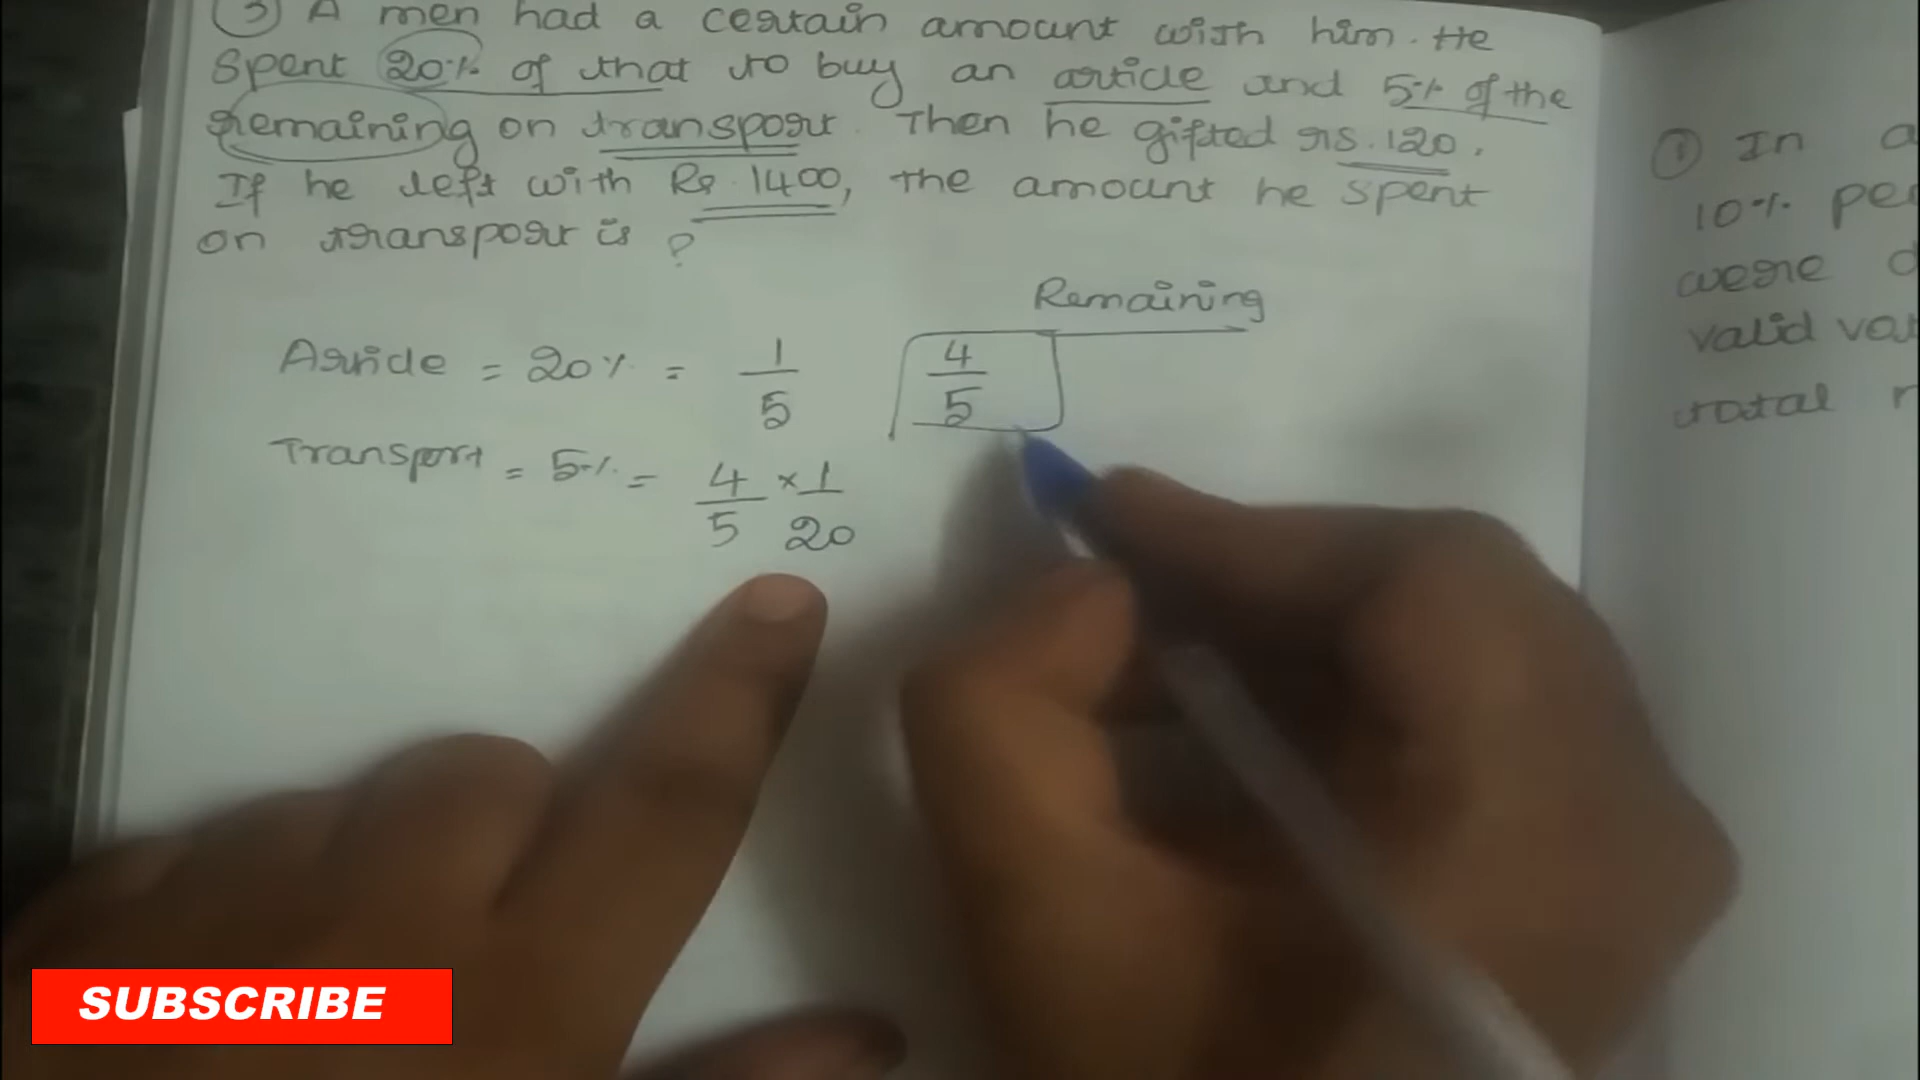 3) A men had a certain amount with him. He
Spent 20% of that to buy an article and 5% of the
remaining on transport. Then he gifted rs. 120.
If he left with Rs. 1400, the amount he spent
on transport is ?
Remaining
Article = 20% = 1/5 4/5
Transport = 5% = 4/5 × 1/20
① In a
10% pe
were d
valid vot
total
SUBSCRIBE